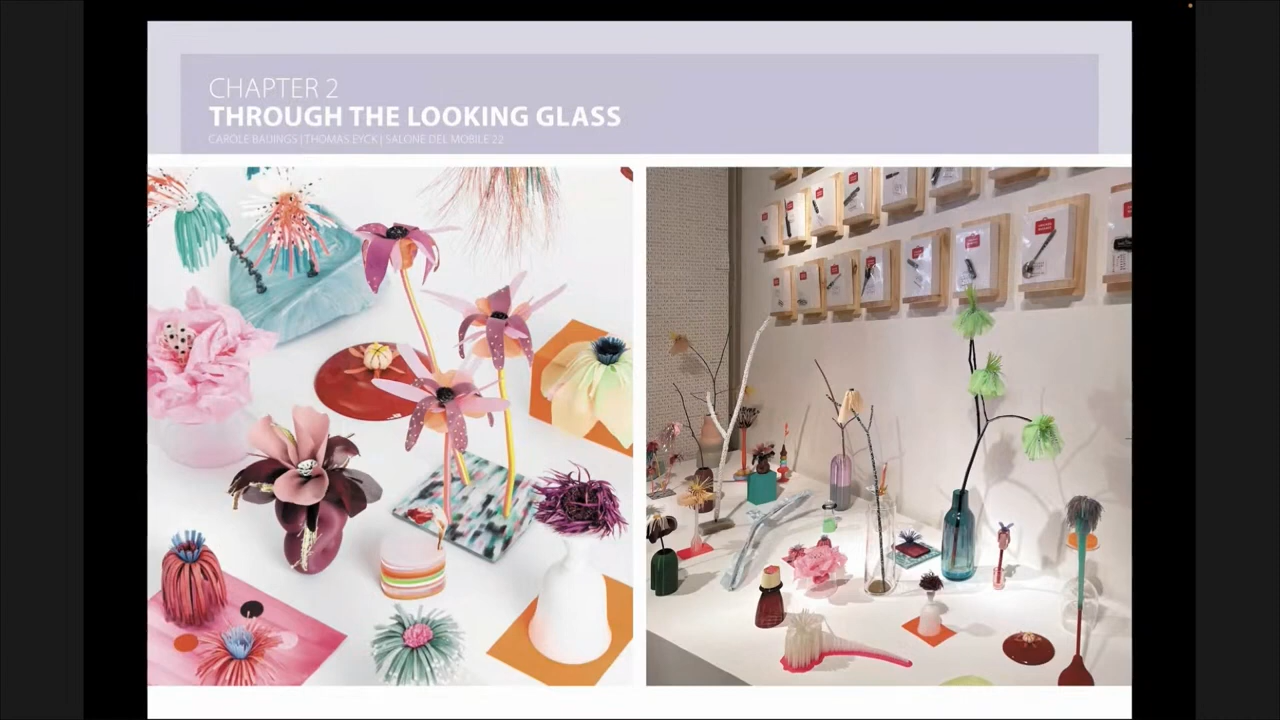 CHAPTER 2
THROUGH THE LOOKING GLASS
CAROLE BAIJINGS | THOMAS EYCK | SALONE DEL MOBILE 22